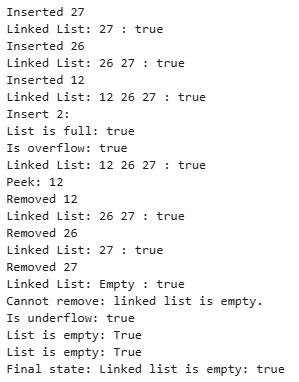 Inserted 27
Linked List: 27 : true
Inserted 26
Linked List: 26 27 : true
Inserted 12
Linked List: 12 26 27 : true
Insert 2:
List is full: true
Is overflow: true
Linked List: 12 26 27 : true
Peek: 12
Removed 12
Linked List: 26 27 : true
Removed 26
Linked List: 27 : true
Removed 27
Linked List: Empty : true
Cannot remove: linked list is empty.
Is underflow: true
List is empty: True
List is empty: True
Final state: Linked list is empty: true